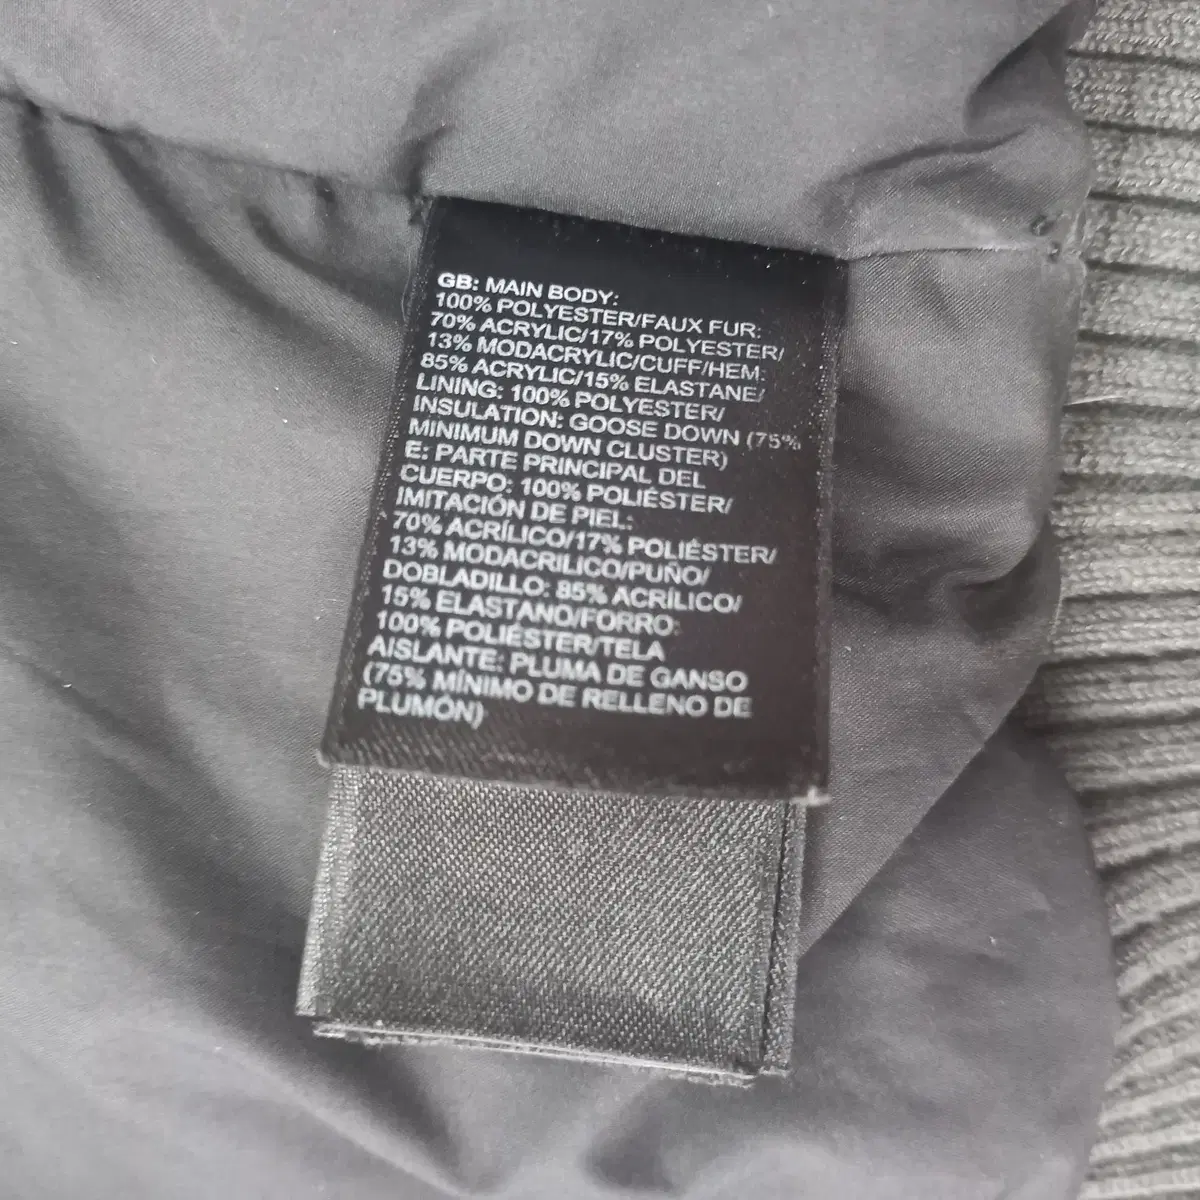 GB: MAIN BODY:
100% POLYESTER/FAUX FUR:
70% ACRYLIC/17% POLYESTER/
13% MODACRYLIC/CUFF/HEM:
85% ACRYLIC/15% ELASTANE/
LINING: 100% POLYESTER/
INSULATION: GOOSE DOWN (75%
MINIMUM DOWN CLUSTER)
E: PARTE PRINCIPAL DEL
CUERPO: 100% POLIÉSTER/
IMITACIÓN DE PIEL:
70% ACRÍLICO/17% POLIÉSTER/
13% MODACRILICO/PUÑO/
DOBLADILLO: 85% ACRÍLICO/
15% ELASTANO/FORRO:
100% POLIÉSTER/TELA
AISLANTE: PLUMA DE GANSO
(75% MÍNIMO DE RELLENO DE
PLUMÓN)